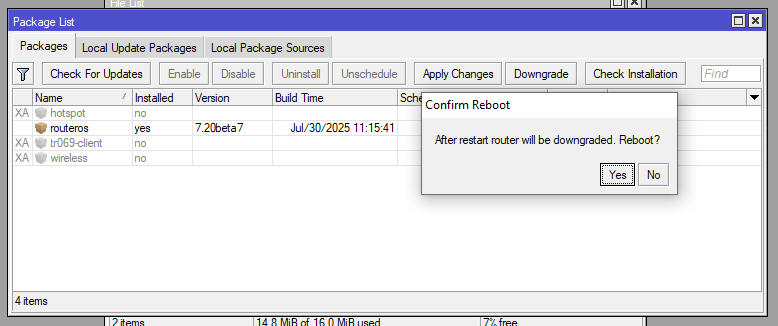 File List
Package List
Packages Local Update Packages Local Package Sources
Check For Updates Enable Disable Uninstall Unschedule Apply Changes Downgrade Check Installation Find
Name Installed Version Build Time
XA hotspot no
routeros yes 7.20beta7 Jul/30/2025 11:15:41
XA tr069-client no
XA wireless no
Confirm Reboot
After restart router will be downgraded. Reboot?
Yes No
4 items
2 items 14.8 MiB of 16.0 MiB used 7% free